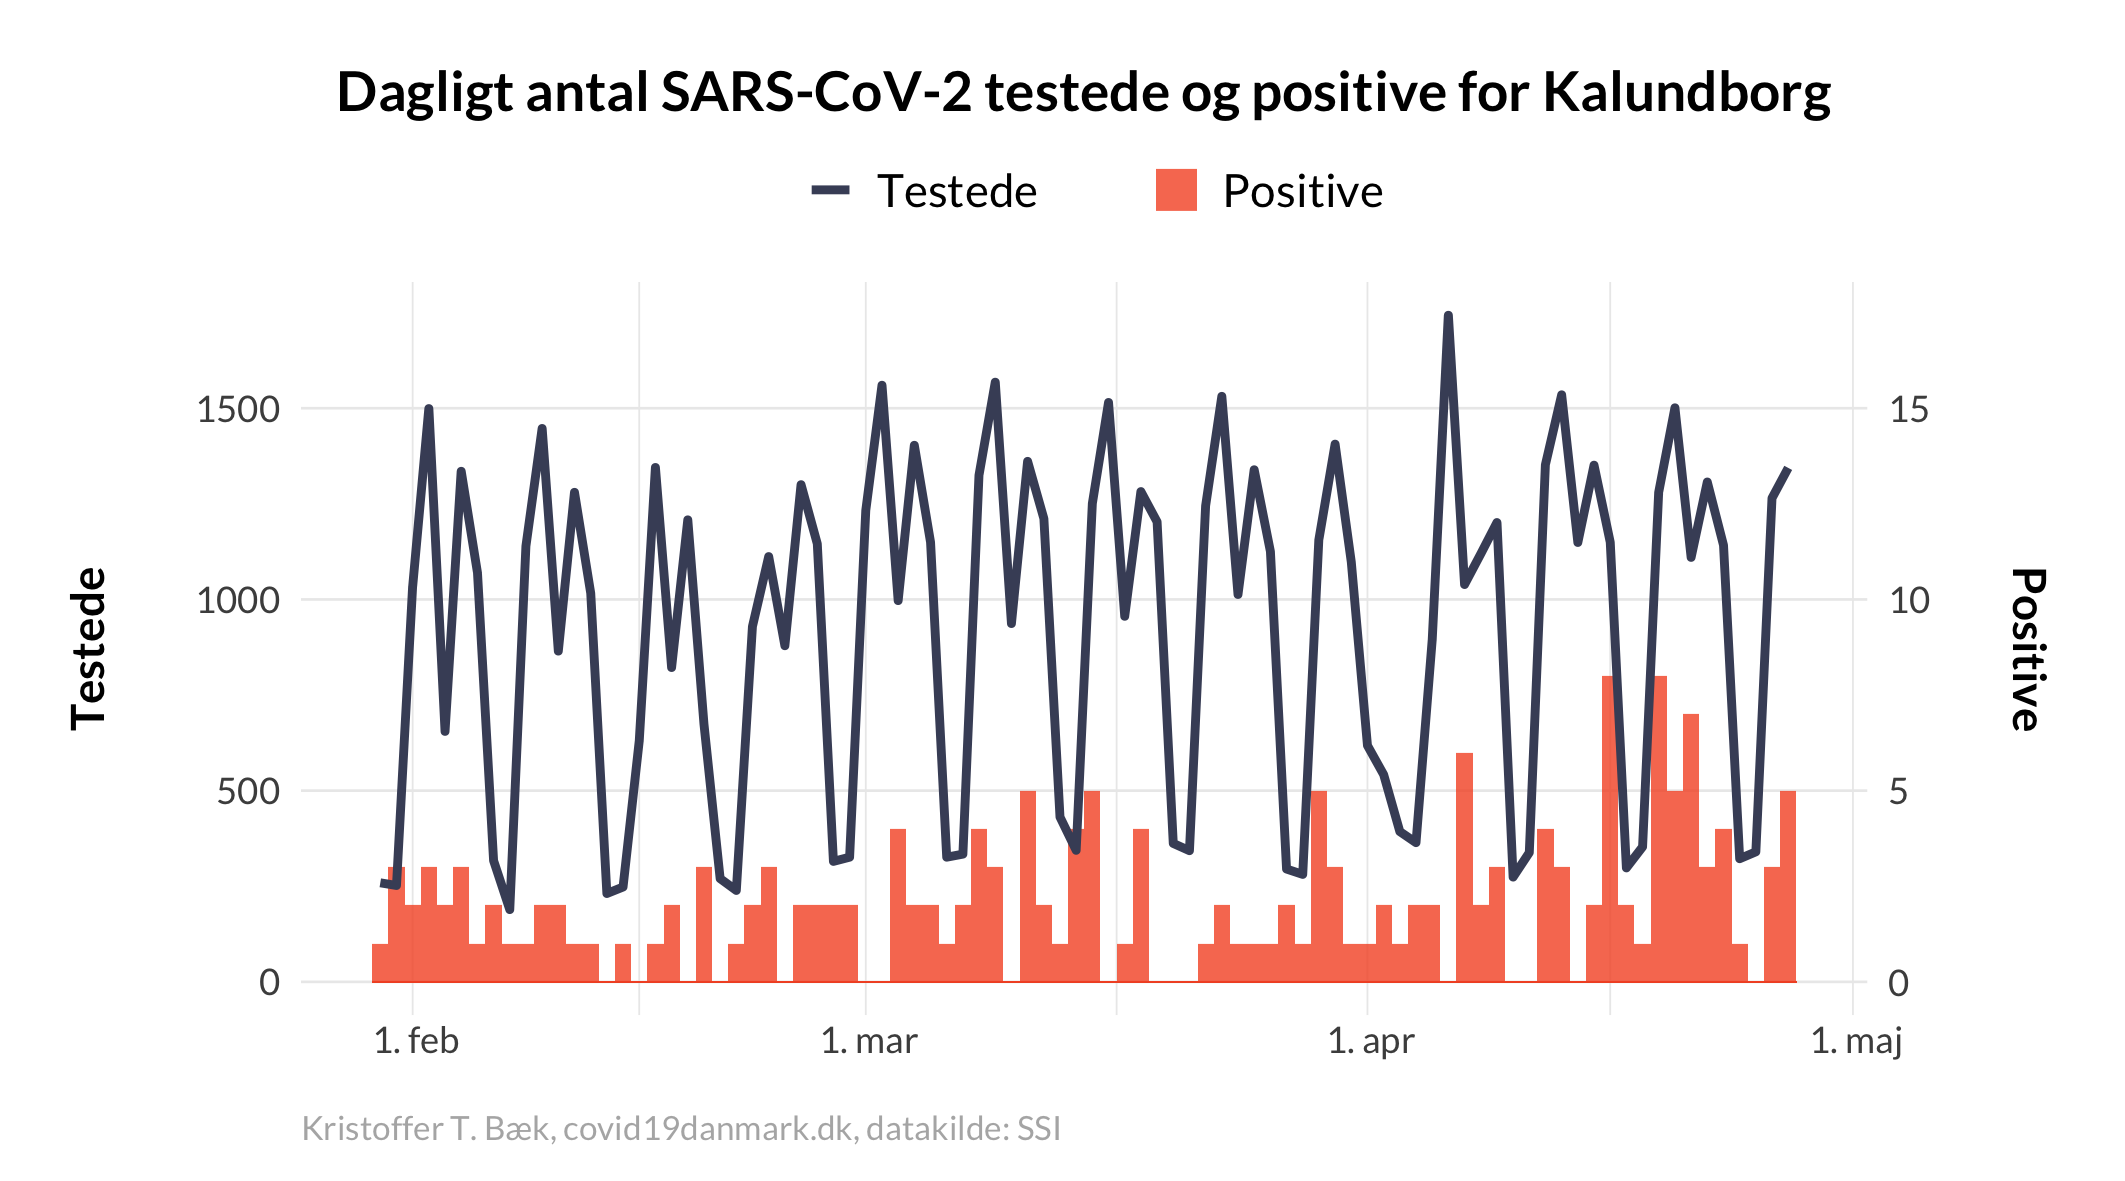 Dagligt antal SARS-CoV-2 testede og positive for Kalundborg
Testede
Positive
Testede
1500
1000
500
0
15
10
5
0
Positive
1. feb
1. mar
1. apr
1. maj
Kristoffer T. Bæk, covid19danmark.dk, datakilde: SSI